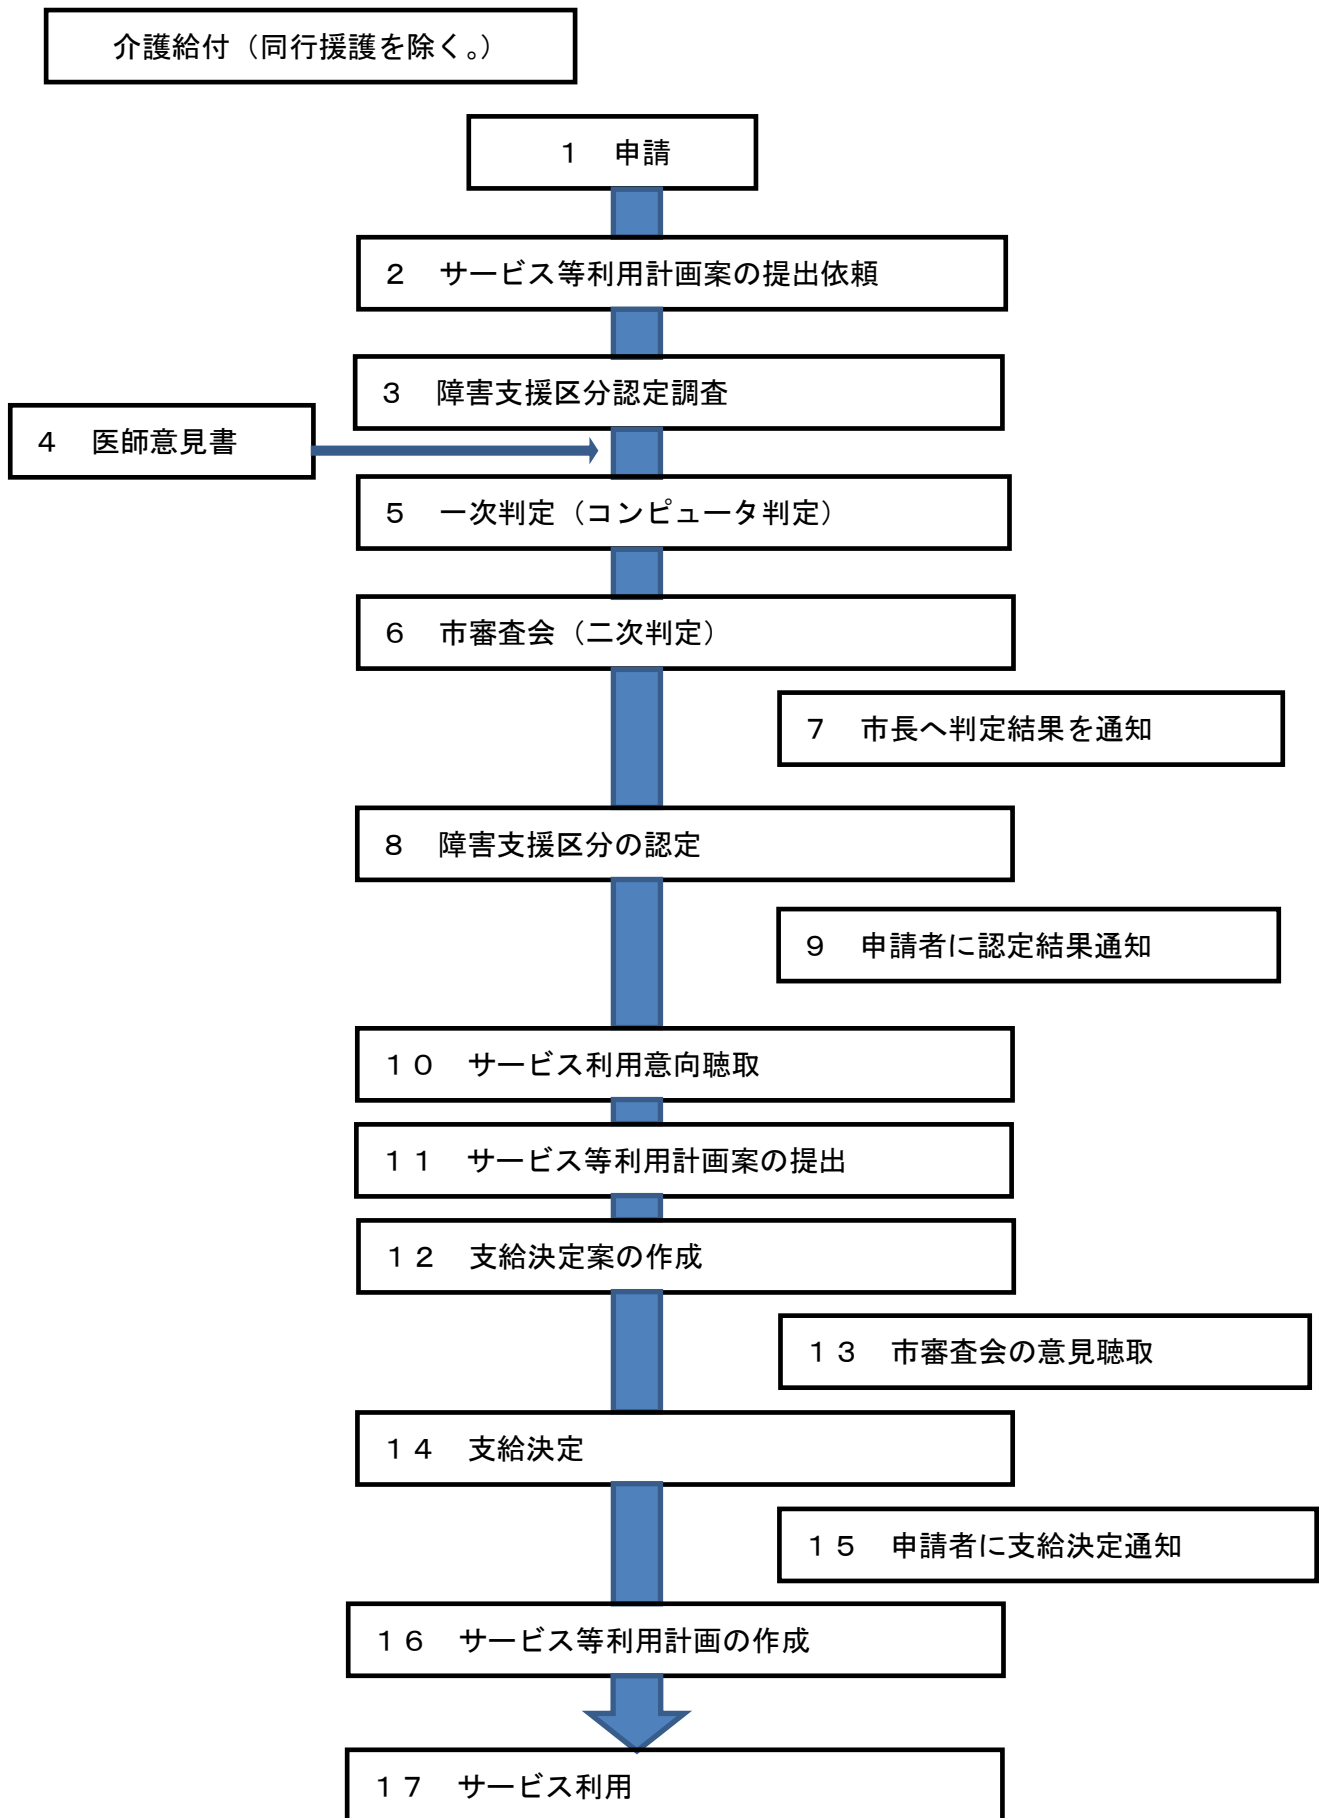 介護給付（同行援護を除く。）
１　申請
２　サービス等利用計画案の提出依頼
３　障害支援区分認定調査
４　医師意見書
５　一次判定（コンピュータ判定）
６　市審査会（二次判定）
７　市長へ判定結果を通知
８　障害支援区分の認定
９　申請者に認定結果通知
１０　サービス利用意向聴取
１１　サービス等利用計画案の提出
１２　支給決定案の作成
１３　市審査会の意見聴取
１４　支給決定
１５　申請者に支給決定通知
１６　サービス等利用計画の作成
１７　サービス利用